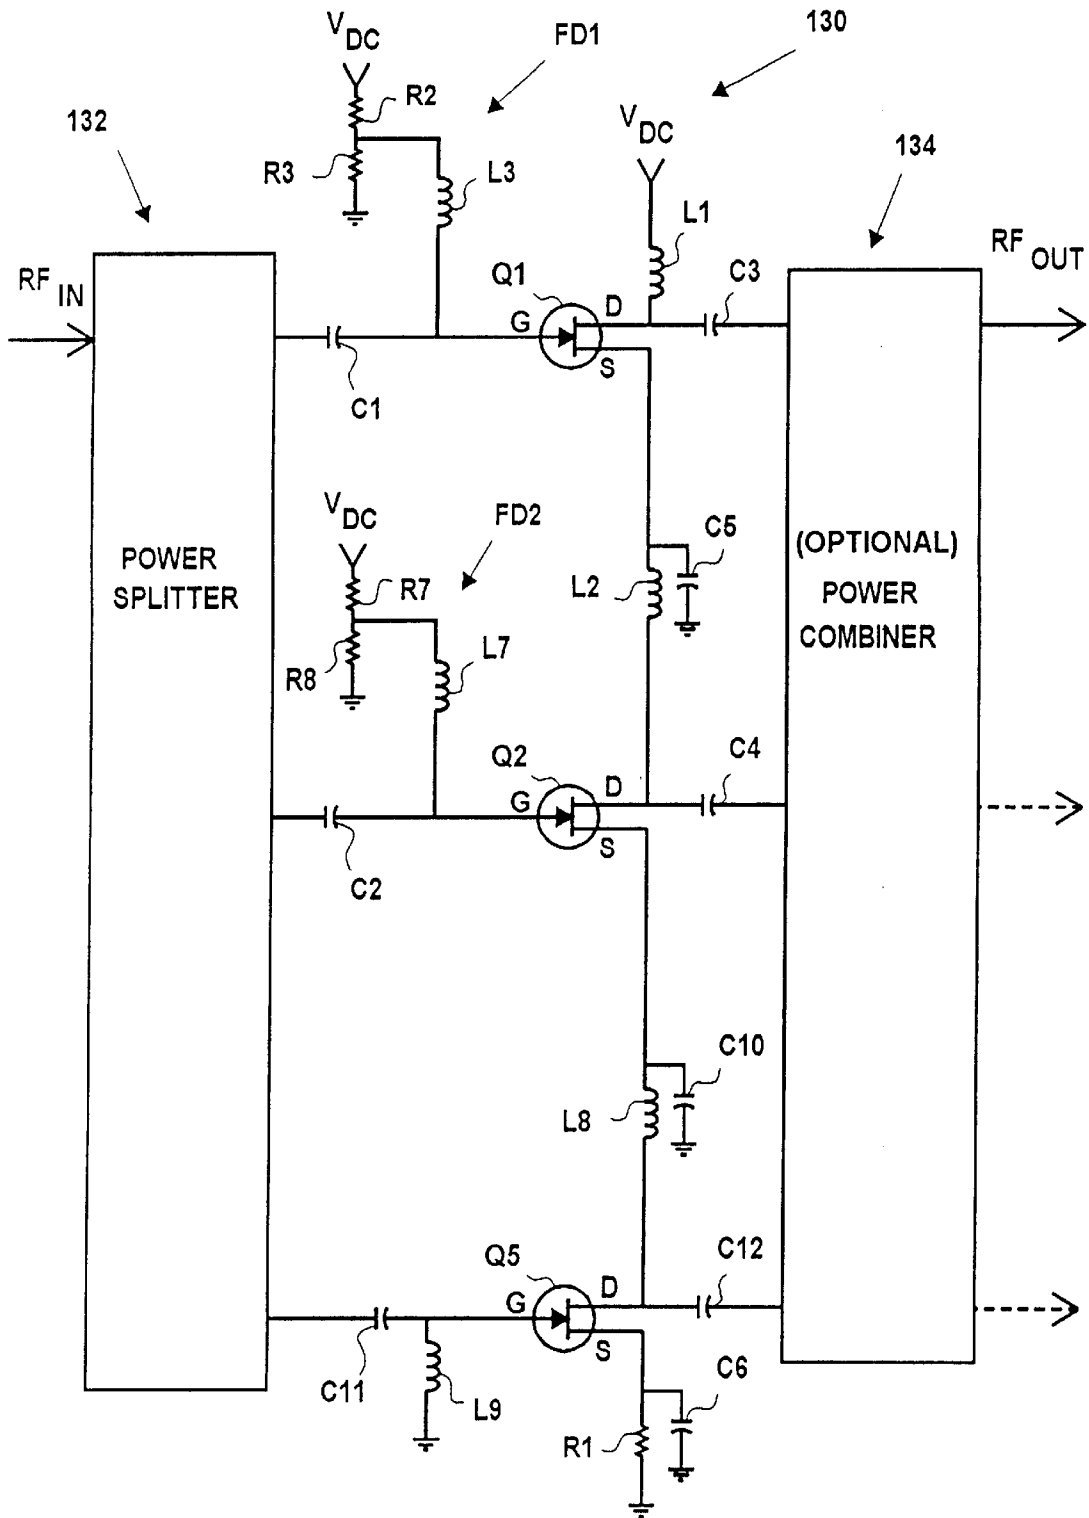 V DC
FD1
130
R2
132
V DC
134
R3
L3
L1
RF OUT
RF IN
Q1
D
C3
G
S
C1
V DC
FD2
C5
POWER
SPLITTER
R7
L2
(OPTIONAL)
POWER
COMBINER
R8
L7
Q2
D
C4
G
S
C2
C10
L8
Q5
D
C12
G
S
C11
L9
C6
R1